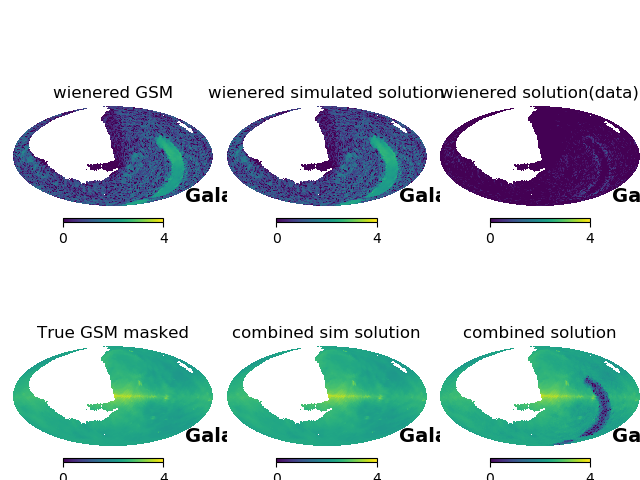 wienered GSM wienered simulated solution wienered solution(data)
Gala Gala Ga
0 4 0 4 0 4
True GSM masked combined sim solution combined solution
Gala Gala Ga
0 4 0 4 0 4